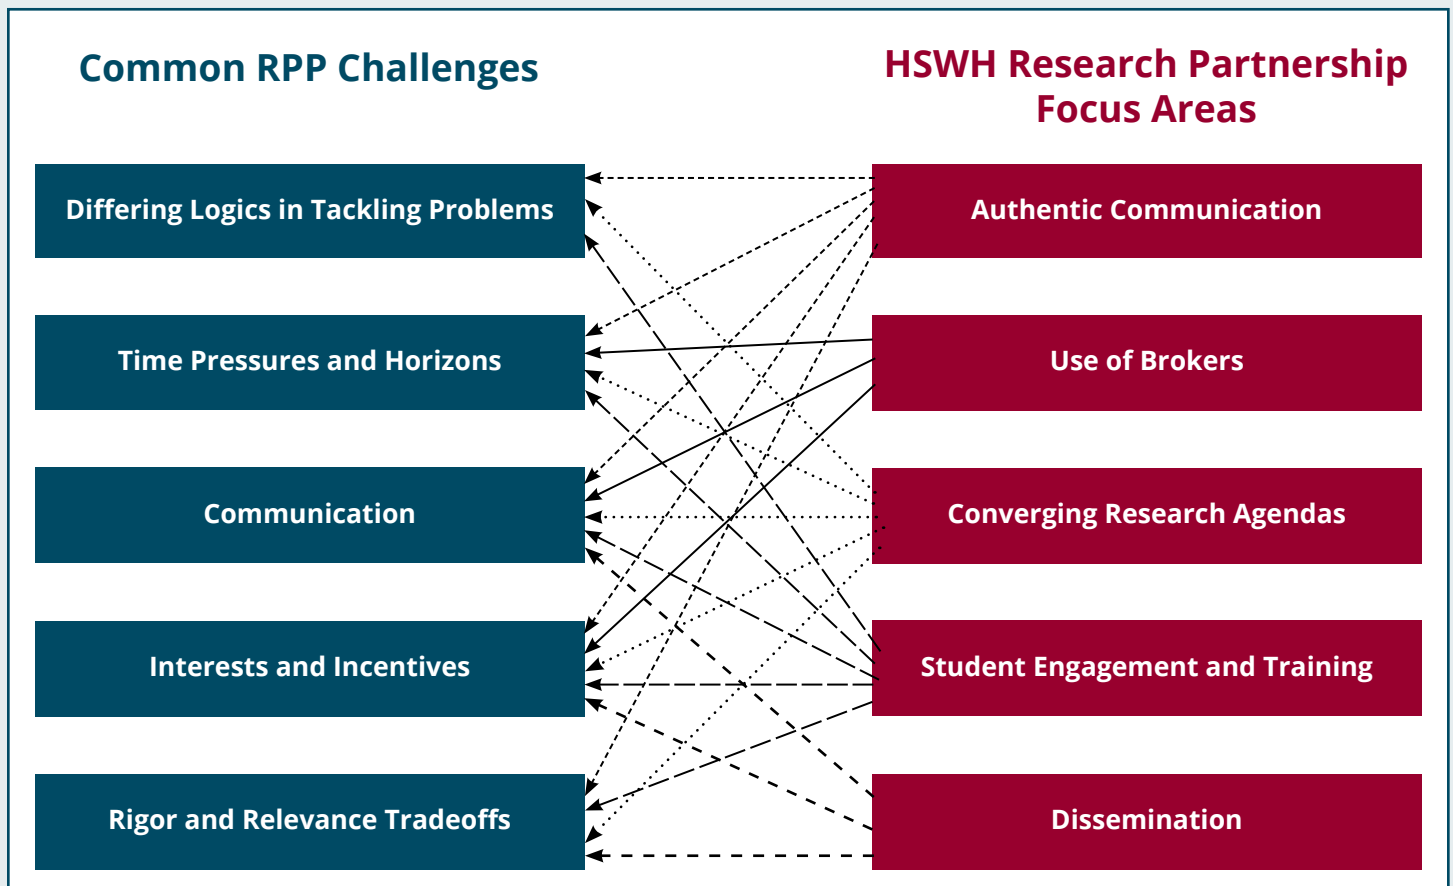 Common RPP Challenges
HSWH Research Partnership
Focus Areas
Differing Logics in Tackling Problems
Authentic Communication
Time Pressures and Horizons
Use of Brokers
Communication
Converging Research Agendas
Interests and Incentives
Student Engagement and Training
Rigor and Relevance Tradeoffs
Dissemination